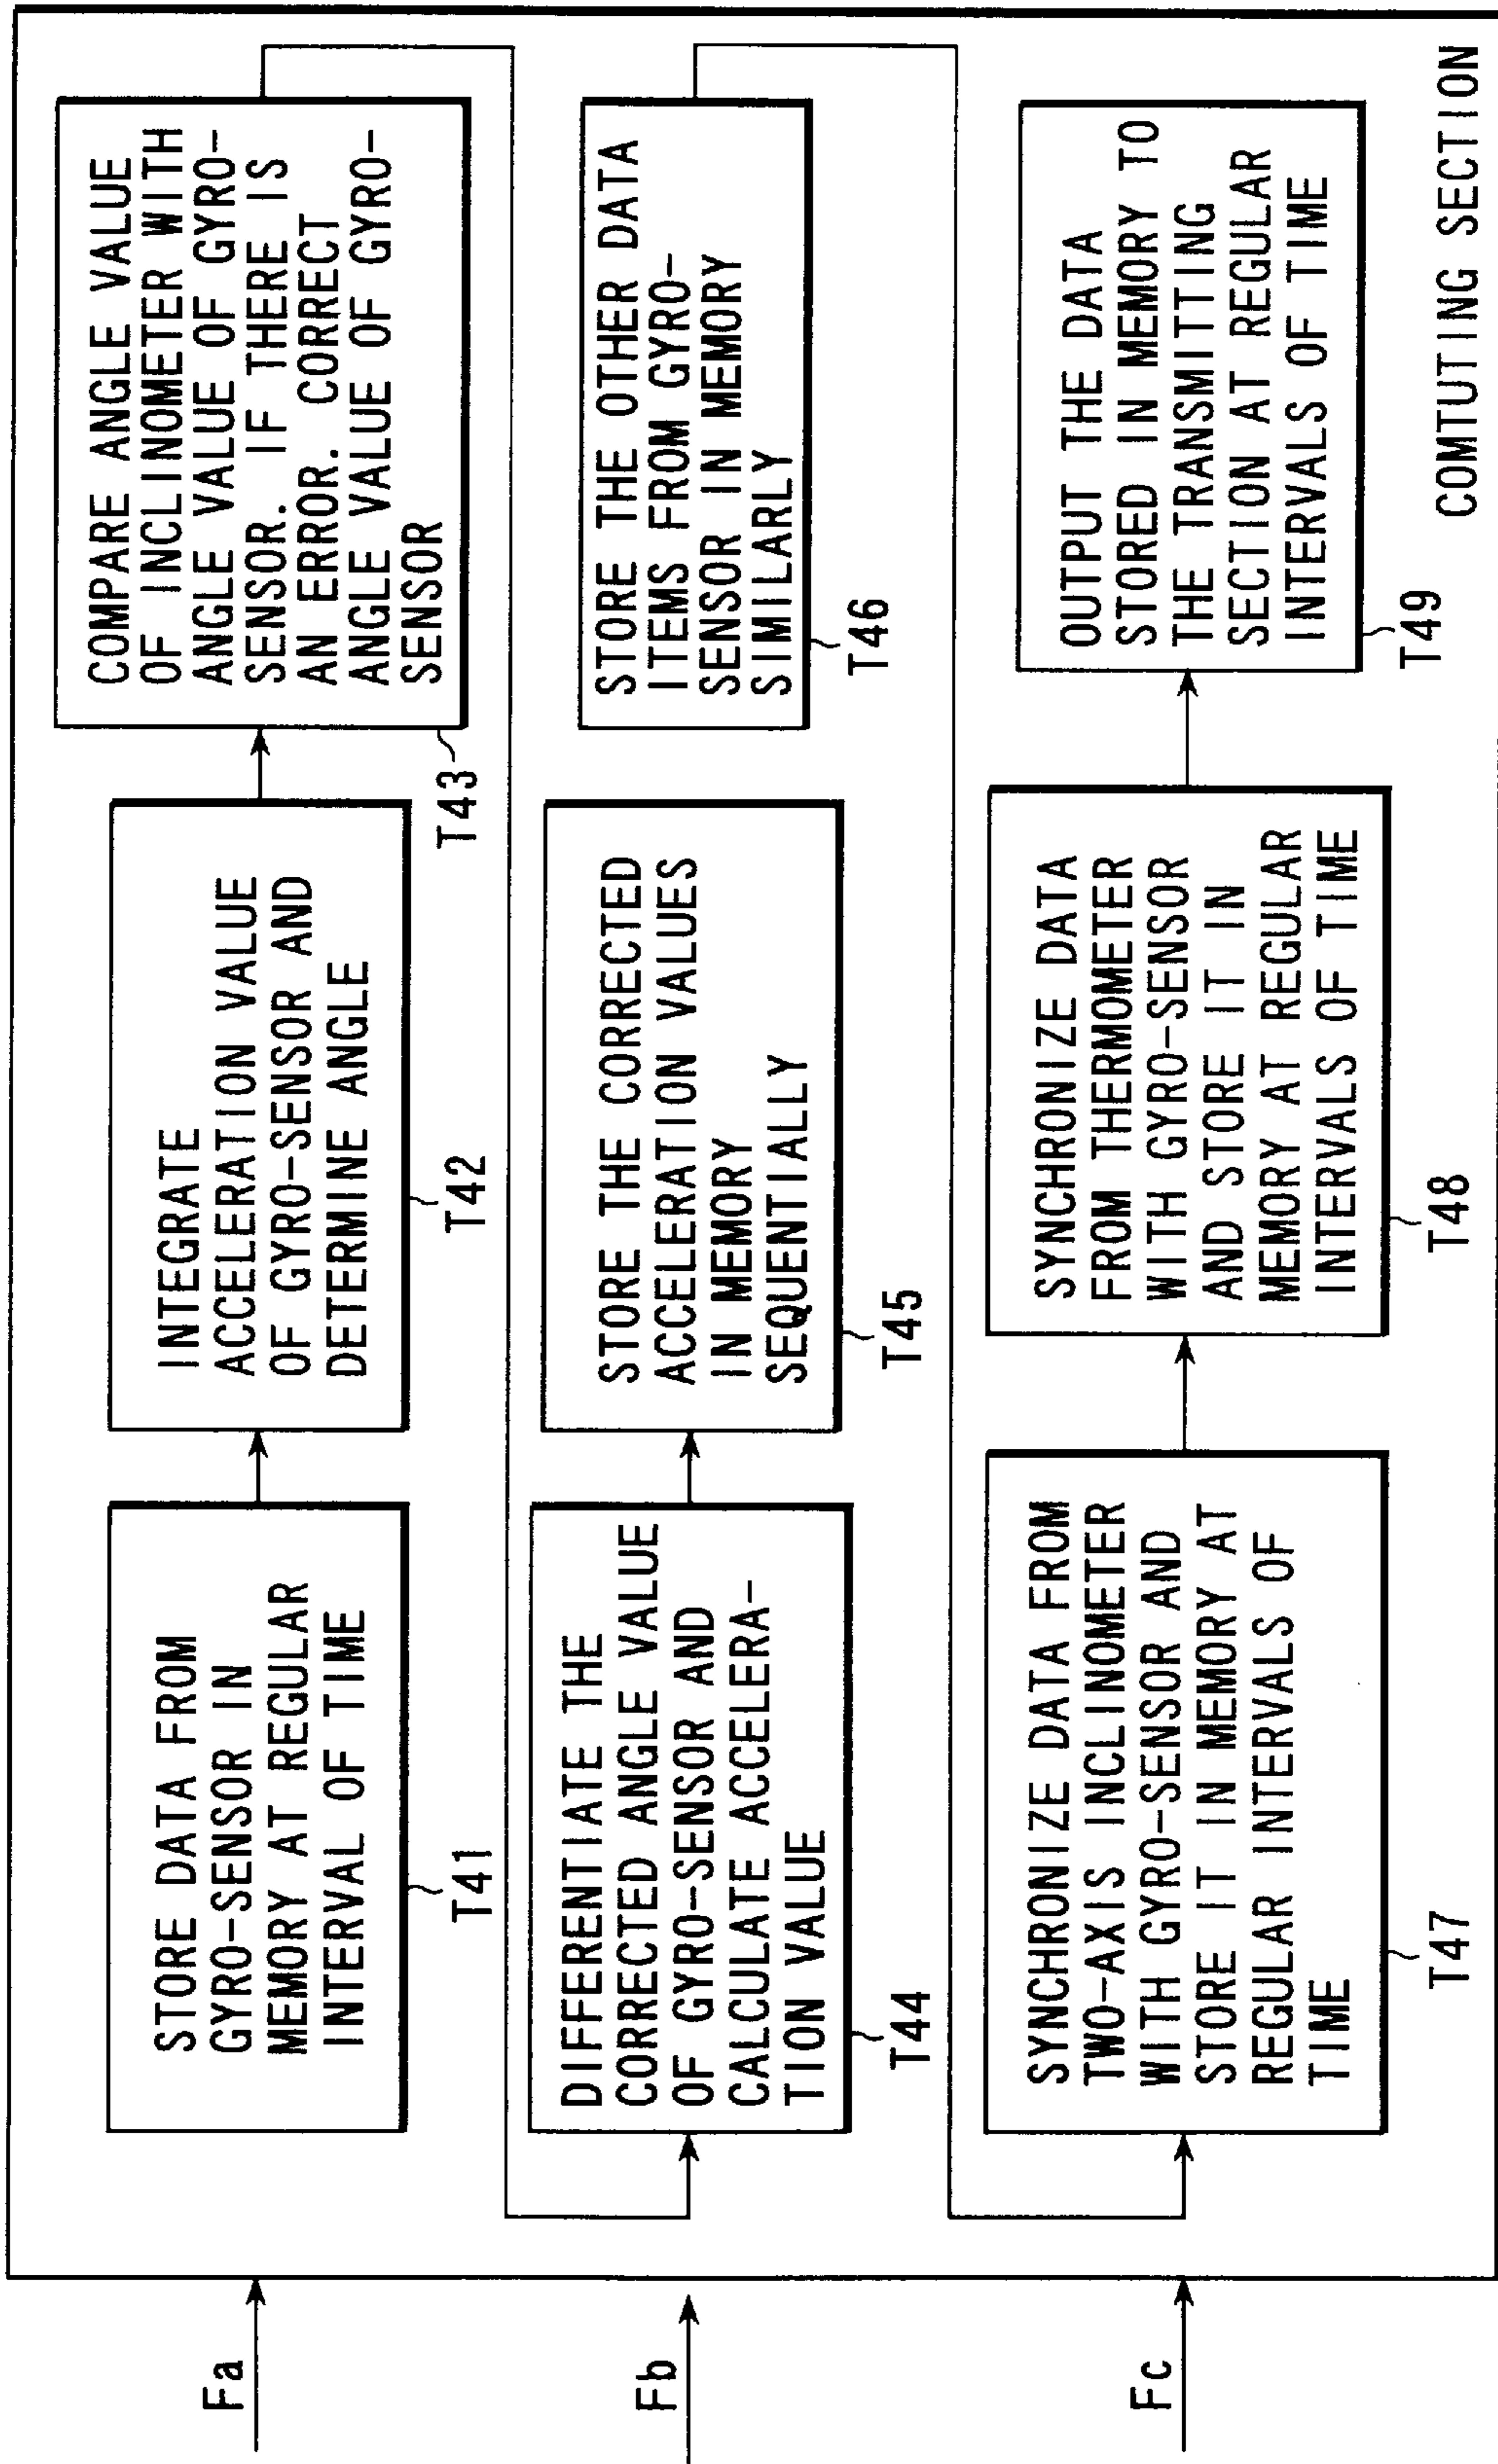 Fa
STORE DATA FROM
GYRO-SENSOR IN
MEMORY AT REGULAR
INTERVAL OF TIME
T41
INTEGRATE
ACCELERATION VALUE
OF GYRO-SENSOR AND
DETERMINE ANGLE
T42
COMPARE ANGLE VALUE
OF INCLINOMETER WITH
ANGLE VALUE OF GYRO-
SENSOR. IF THERE IS
AN ERROR. CORRECT
ANGLE VALUE OF GYRO-
SENSOR
T43
Fb
DIFFERENTIATE THE
CORRECTED ANGLE VALUE
OF GYRO-SENSOR AND
CALCULATE ACCELERA-
TION VALUE
T44
STORE THE CORRECTED
ACCELERATION VALUES
IN MEMORY
SEQUENTIALLY
T45
STORE THE OTHER DATA
ITEMS FROM GYRO-
SENSOR IN MEMORY
SIMILARLY
T46
Fc
SYNCHRONIZE DATA FROM
TWO-AXIS INCLINOMETER
WITH GYRO-SENSOR AND
STORE IT IN MEMORY AT
REGULAR INTERVALS OF
TIME
T47
SYNCHRONIZE DATA
FROM THERMOMETER
WITH GYRO-SENSOR
AND STORE IT IN
MEMORY AT REGULAR
INTERVALS OF TIME
T48
OUTPUT THE DATA
STORED IN MEMORY TO
THE TRANSMITTING
SECTION AT REGULAR
INTERVALS OF TIME
T49
COMTUTING SECTION